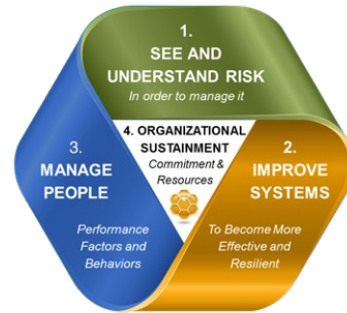 1.
SEE AND
UNDERSTAND RISK
In order to manage it
4. ORGANIZATIONAL
SUSTAINMENT
Commitment &
Resources
3.
MANAGE
PEOPLE
Performance
Factors and
Behaviors
2.
IMPROVE
SYSTEMS
To Become More
Effective and
Resilient